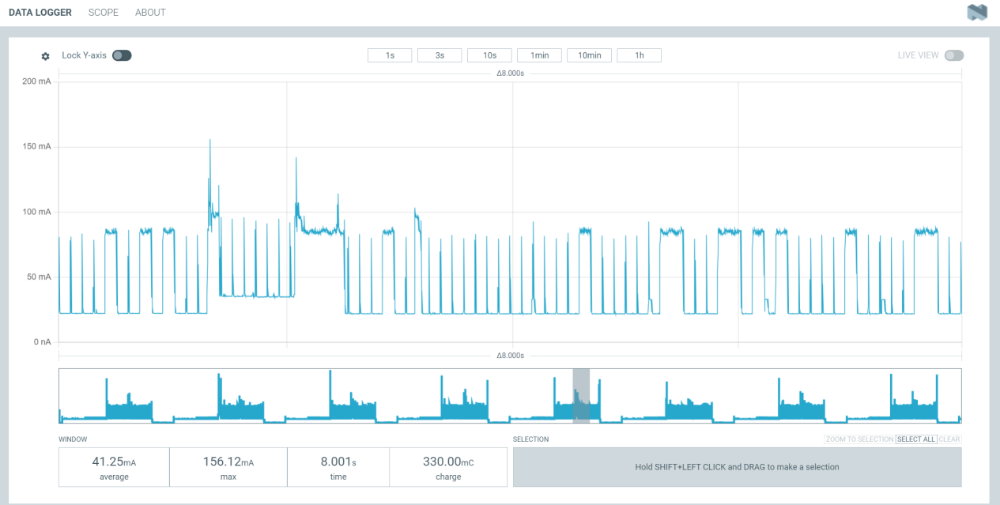 DATA LOGGER SCOPE ABOUT
Lock Y-axis 1s 3s 10s 1min 10min 1h LIVE VIEW
Δ8.000s
200 mA
150 mA
100 mA
50 mA
0 nA
Δ8.000s
WINDOW SELECTION ZOOM TO SELECTION SELECT ALL CLEAR
41.25mA 156.12mA 8.001s 330.00mC
average max time charge
Hold SHIFT+LEFT CLICK and DRAG to make a selection